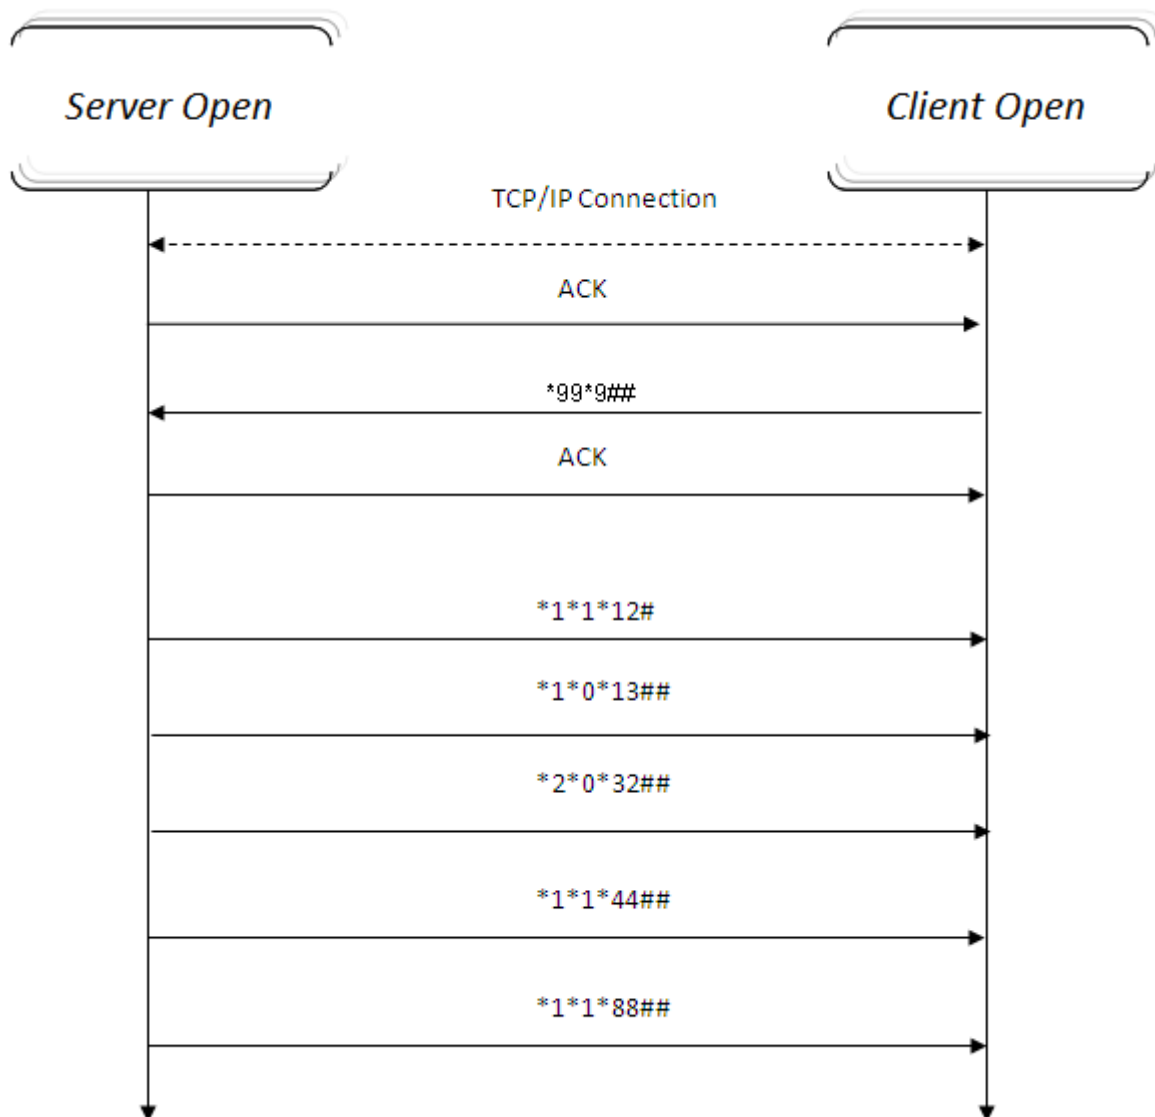 Server Open
Client Open
TCP/IP Connection
ACK
*99*9##
ACK
*1*1*12#
*1*0*13##
*2*0*32##
*1*1*44##
*1*1*88##